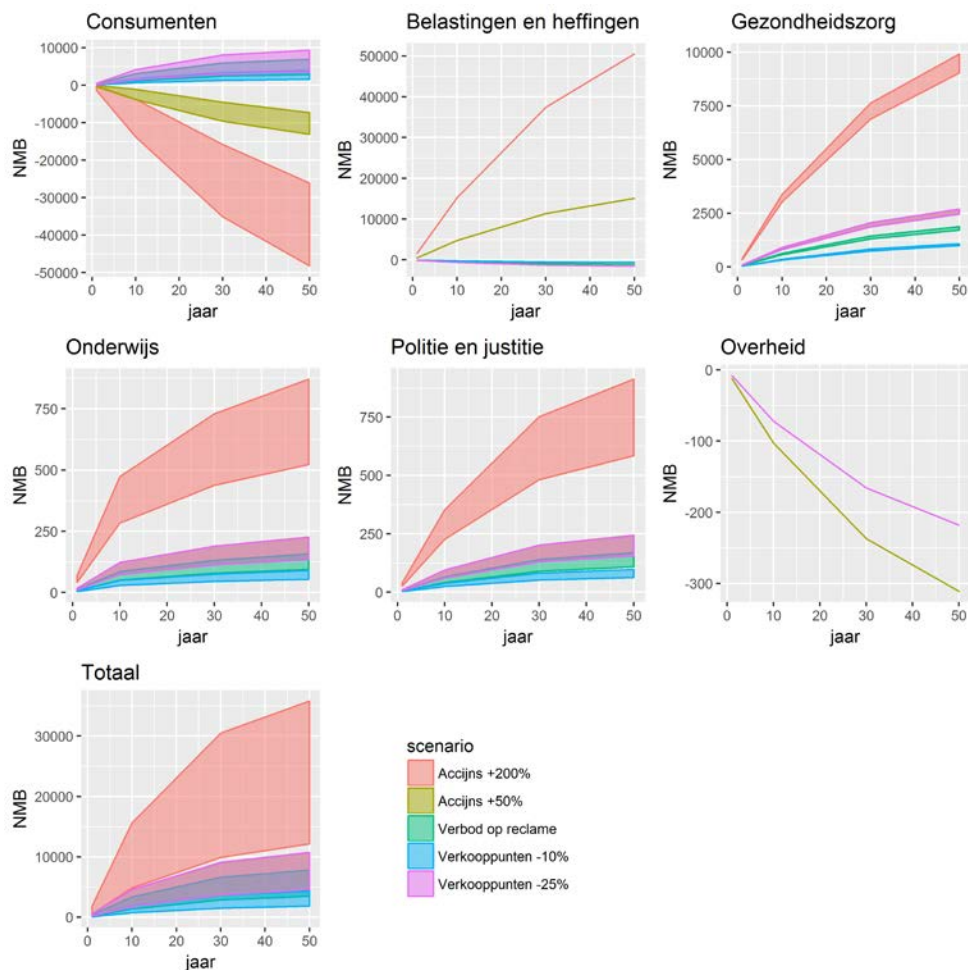 Consumenten
10000
0
-10000
-20000
-30000
-40000
-50000
NMB
0 10 20 30 40 50
jaar
Belastingen en heffingen
50000
40000
30000
20000
10000
0
NMB
0 10 20 30 40 50
jaar
Gezondheidszorg
10000
7500
5000
2500
0
NMB
0 10 20 30 40 50
jaar
Onderwijs
750
500
250
0
NMB
0 10 20 30 40 50
jaar
Politie en justitie
750
500
250
0
NMB
0 10 20 30 40 50
jaar
Overheid
0
-100
-200
-300
NMB
0 10 20 30 40 50
jaar
Totaal
30000
20000
10000
0
NMB
0 10 20 30 40 50
jaar
scenario
Accijns +200%
Accijns +50%
Verbod op reclame
Verkooppunten -10%
Verkooppunten -25%